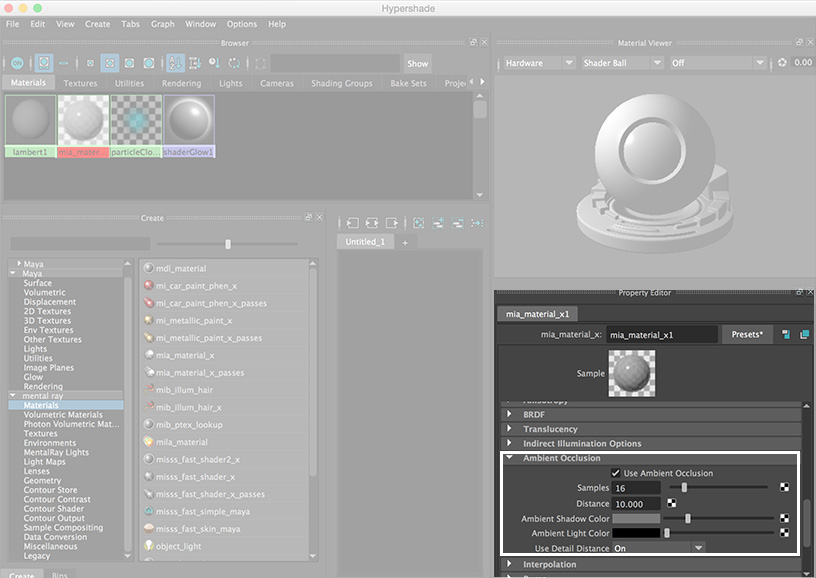 Hypershade
File Edit View Create Tabs Graph Window Options Help
Browser
ON
Show
Materials Textures Utilities Rendering Lights Cameras Shading Groups Bake Sets Proje
lambert1 mia_mater... particleClo... shaderGlow1
Create
Maya
Maya
Surface
Volumetric
Displacement
2D Textures
3D Textures
Env Textures
Other Textures
Lights
Utilities
Image Planes
Glow
Rendering
mental ray
Materials
Volumetric Materials
Photon Volumetric Mat...
Textures
Environments
MentalRay Lights
Light Maps
Lenses
Geometry
Contour Store
Contour Contrast
Contour Shader
Contour Output
Sample Compositing
Data Conversion
Miscellaneous
Legacy
Create Bins
mdl_material
mi_car_paint_phen_x
mi_car_paint_phen_x_passes
mi_metallic_paint_x
mi_metallic_paint_x_passes
mia_material_x
mia_material_x_passes
mib_illum_hair
mib_illum_hair_x
mib_ptex_lookup
mila_material
misss_fast_shader2_x
misss_fast_shader_x
misss_fast_shader_x_passes
misss_fast_simple_maya
misss_fast_skin_maya
object_light
Untitled_1 +
Material Viewer
Hardware Shader Ball Off 0.00
Property Editor
mia_material_x1
mia_material_x: mia_material_x1 Presets*
Sample
Anisotropy
BRDF
Translucency
Indirect Illumination Options
Ambient Occlusion
Use Ambient Occlusion
Samples 16
Distance 10.000
Ambient Shadow Color
Ambient Light Color
Use Detail Distance On
Interpolation